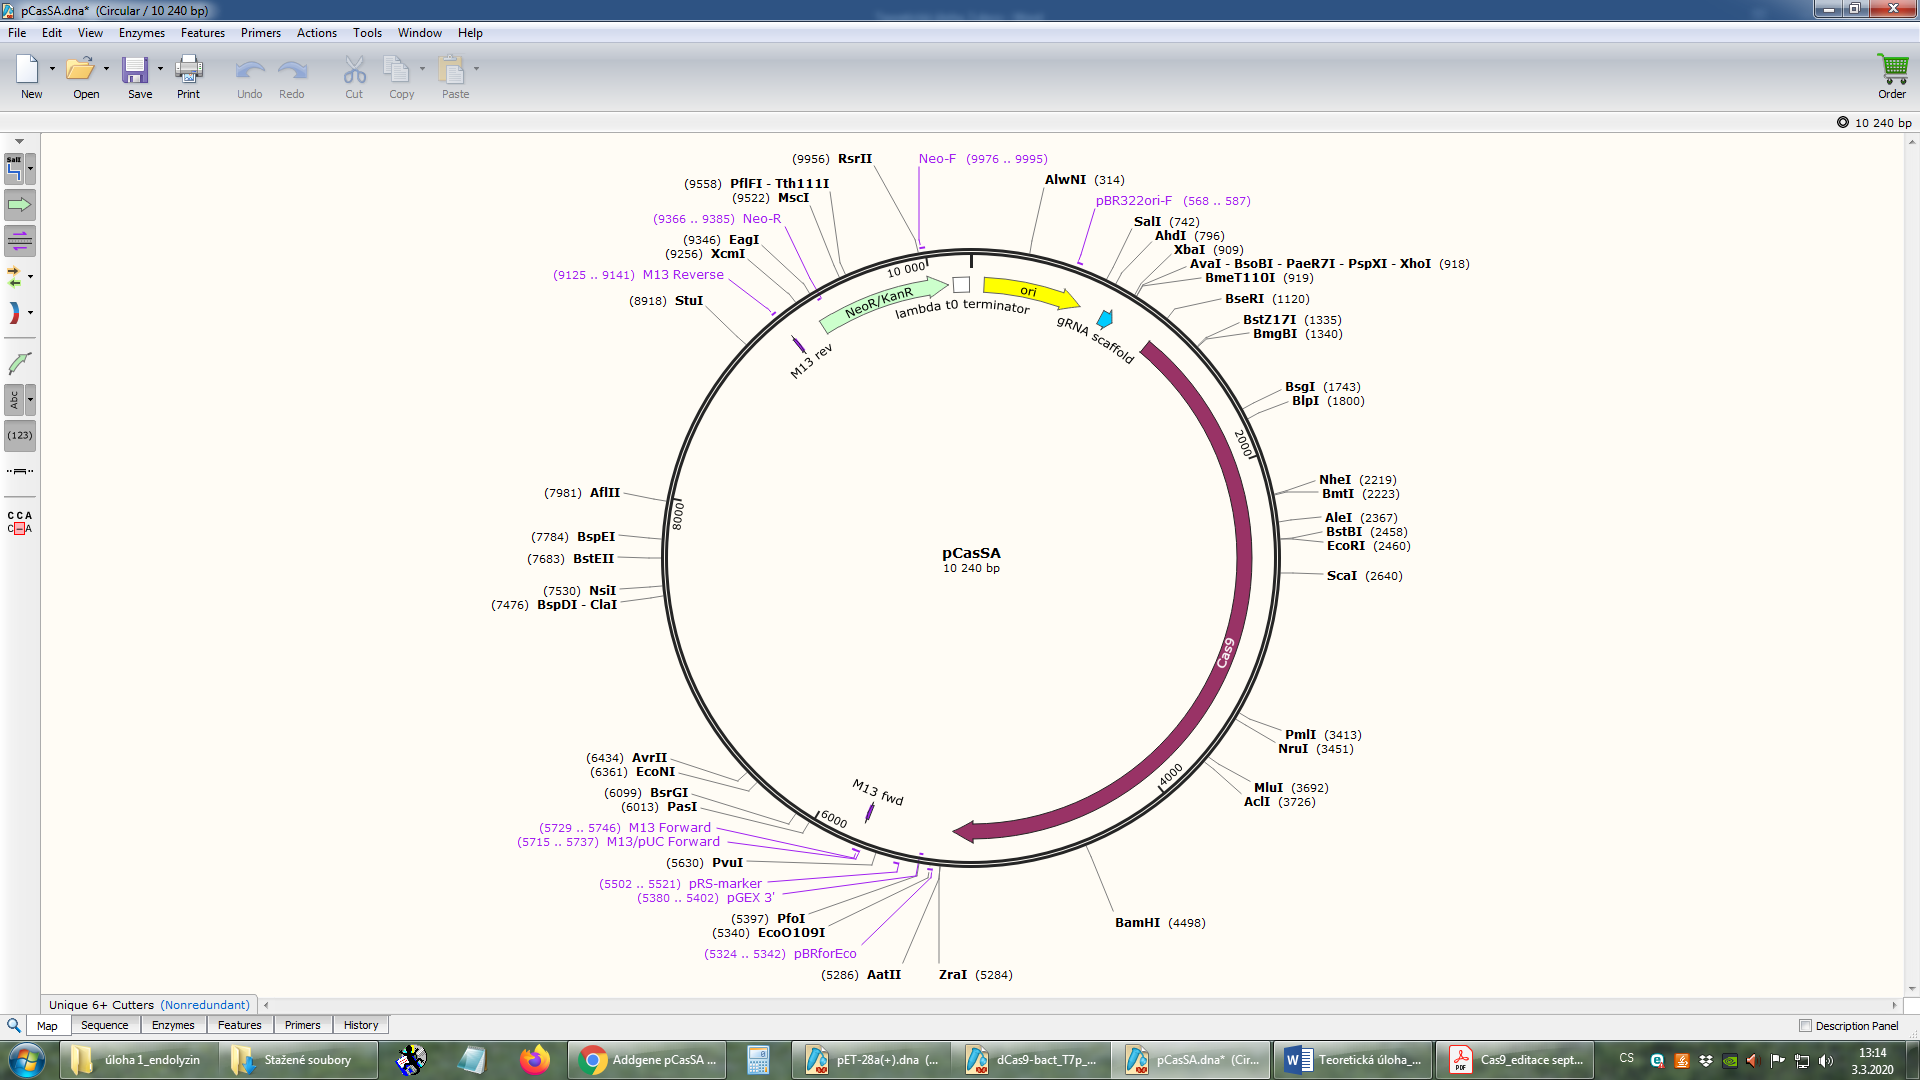 pCasSA.dna* (Circular / 10 240 bp)
File Edit View Enzymes Features Primers Actions Tools Window Help
New Open Save Print Undo Redo Cut Copy Paste Order
10 240 bp
SalI
Abc
(123)
C C A
C–A
(9956) RsrII
Neo-F (9976 .. 9995)
(9558) PflFI - Tth111I
(9522) MscI
(9366 .. 9385) Neo-R
(9346) EagI
(9256) XcmI
(9125 .. 9141) M13 Reverse
(8918) StuI
AlwNI (314)
pBR322ori-F (568 .. 587)
SalI (742)
AhdI (796)
XbaI (909)
AvaI - BsoBI - PaeR7I - PspXI - XhoI (918)
BmeT110I (919)
BseRI (1120)
BstZ17I (1335)
BmgBI (1340)
BsgI (1743)
BlpI (1800)
NheI (2219)
BmtI (2223)
AleI (2367)
BstBI (2458)
EcoRI (2460)
ScaI (2640)
PmlI (3413)
NruI (3451)
MluI (3692)
AclI (3726)
BamHI (4498)
ZraI (5284)
(5286) AatII
(5324 .. 5342) pBRforEco
(5340) EcoO109I
(5397) PfoI
(5380 .. 5402) pGEX 3'
(5502 .. 5521) pRS-marker
(5630) PvuI
(5715 .. 5737) M13/pUC Forward
(5729 .. 5746) M13 Forward
(6013) PasI
(6099) BsrGI
(6361) EcoNI
(6434) AvrII
(7476) BspDI - ClaI
(7530) NsiI
(7683) BstEII
(7784) BspEI
(7981) AflII
10 000
2000
4000
6000
8000
NeoR/KanR
lambda t0 terminator
ori
gRNA scaffold
M13 rev
Cas9
M13 fwd
pCasSA
10 240 bp
Unique 6+ Cutters (Nonredundant)
Map Sequence Enzymes Features Primers History
Description Panel
úloha 1_endolyzin
Stažené soubory
Addgene pCasSA ...
pET-28a(+).dna (...
dCas9-bact_T7p_...
pCasSA.dna* (Cir...
Teoretická úloha_...
Cas9_editace sept...
CS
13:14
3.3.2020